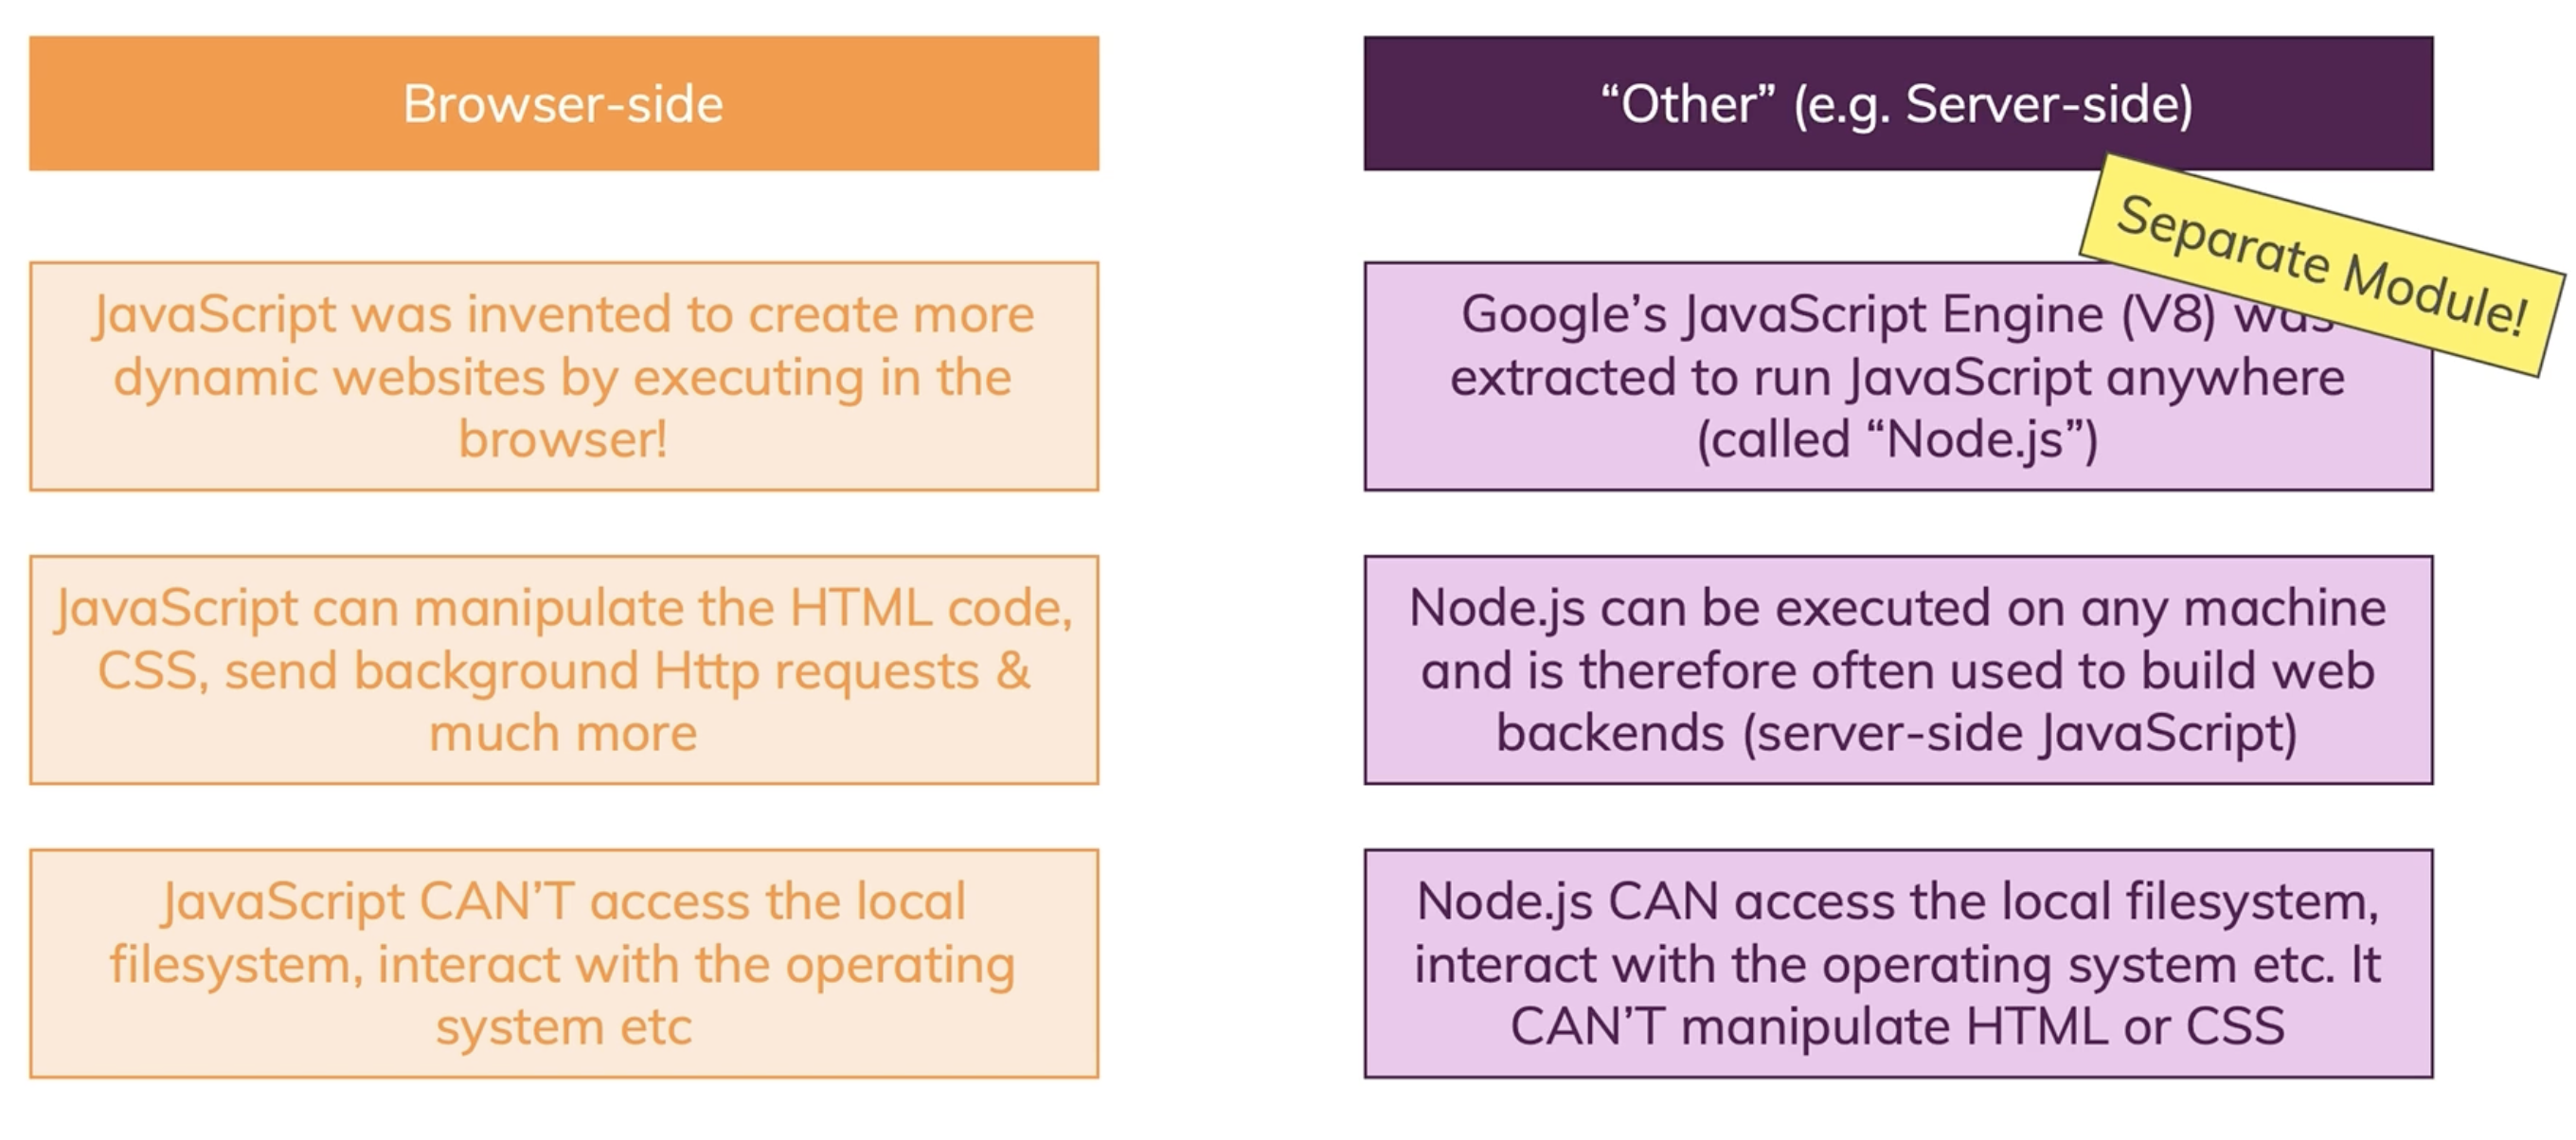 Browser-side
JavaScript was invented to create more
dynamic websites by executing in the
browser!
JavaScript can manipulate the HTML code,
CSS, send background Http requests &
much more
JavaScript CAN’T access the local
filesystem, interact with the operating
system etc
“Other” (e.g. Server-side)
Separate Module!
Google’s JavaScript Engine (V8) was
extracted to run JavaScript anywhere
(called “Node.js”)
Node.js can be executed on any machine
and is therefore often used to build web
backends (server-side JavaScript)
Node.js CAN access the local filesystem,
interact with the operating system etc. It
CAN’T manipulate HTML or CSS